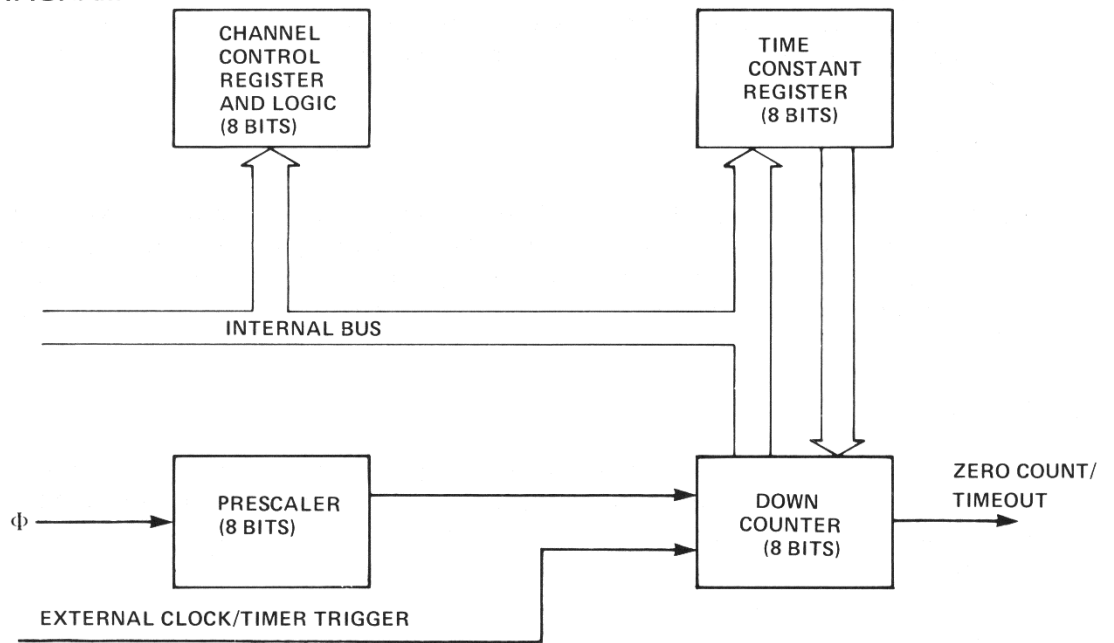 CHANNEL
CONTROL
REGISTER
AND LOGIC
(8 BITS)
TIME
CONSTANT
REGISTER
(8 BITS)
INTERNAL BUS
Φ
PRESCALER
(8 BITS)
DOWN
COUNTER
(8 BITS)
ZERO COUNT/
TIMEOUT
EXTERNAL CLOCK/TIMER TRIGGER